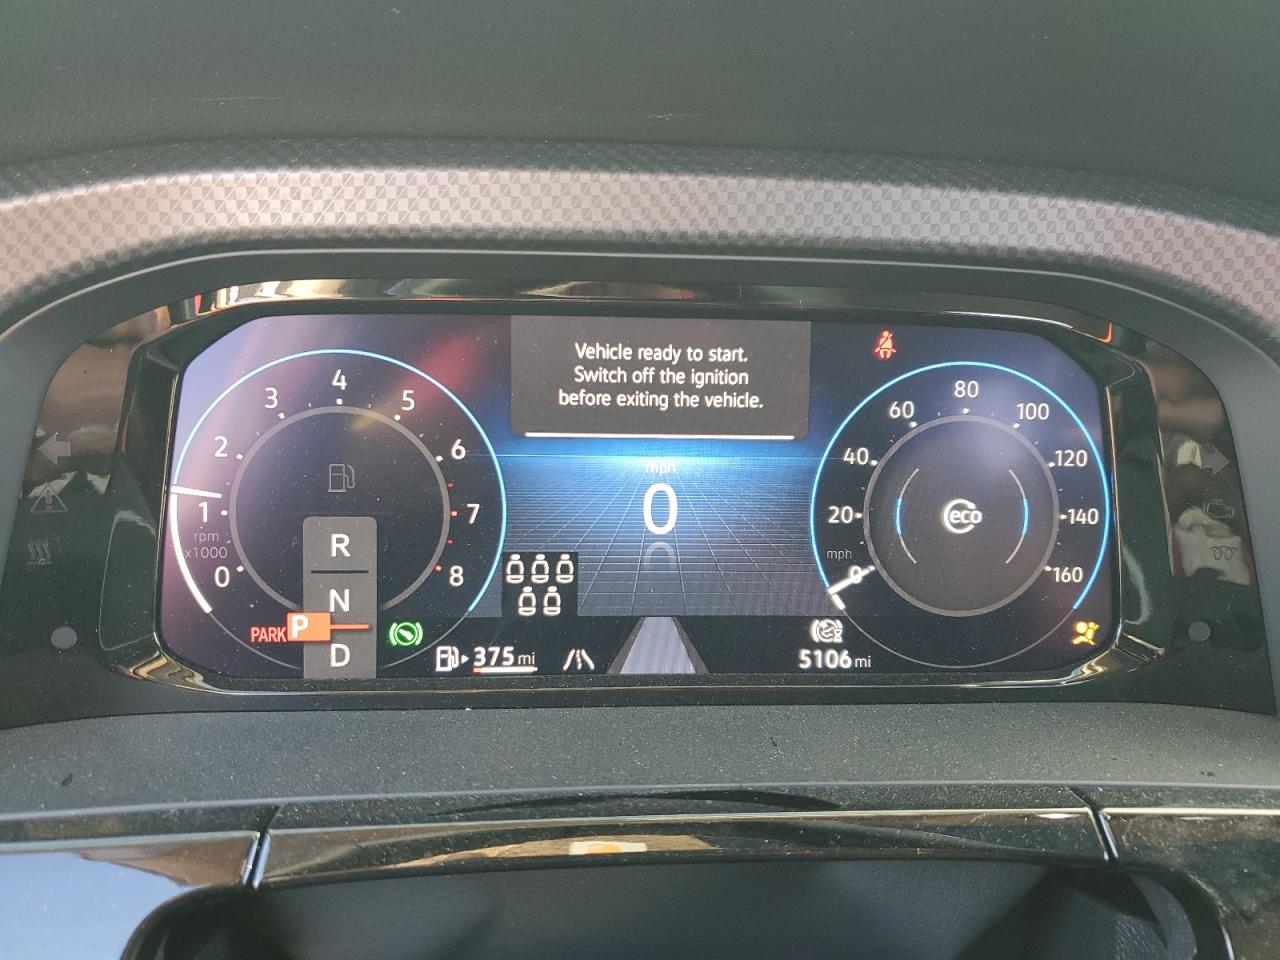 Vehicle ready to start.
Switch off the ignition
before exiting the vehicle.
0
1
2
3
4
5
6
7
8
rpm
x1000
mph
0
0
20
40
60
80
100
120
140
160
mph
eco
R
N
PARK P
D
375 mi
5106 mi